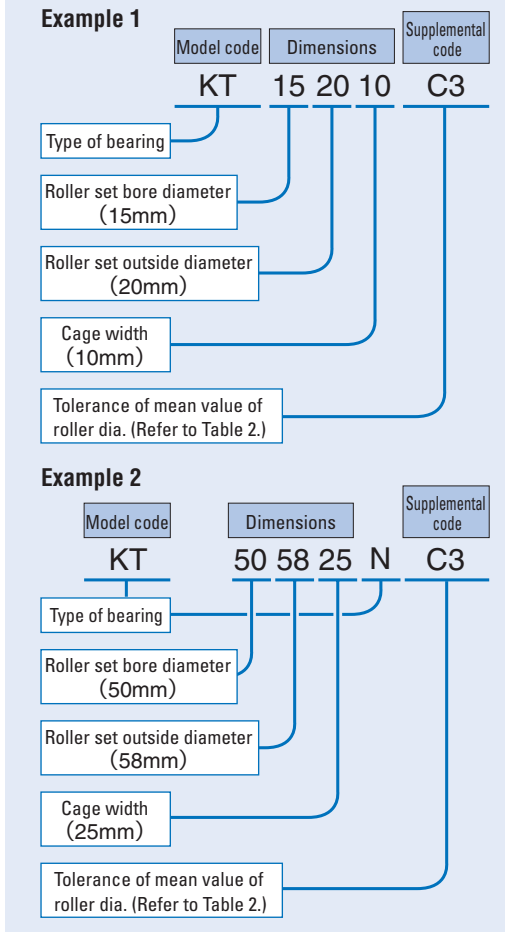 Example 1
Model code Dimensions Supplemental code
KT 15 20 10 C3
Type of bearing
Roller set bore diameter
（15mm）
Roller set outside diameter
（20mm）
Cage width
（10mm）
Tolerance of mean value of
roller dia. (Refer to Table 2.)
Example 2
Model code Dimensions Supplemental code
KT 50 58 25 N C3
Type of bearing
Roller set bore diameter
（50mm）
Roller set outside diameter
（58mm）
Cage width
（25mm）
Tolerance of mean value of
roller dia. (Refer to Table 2.)